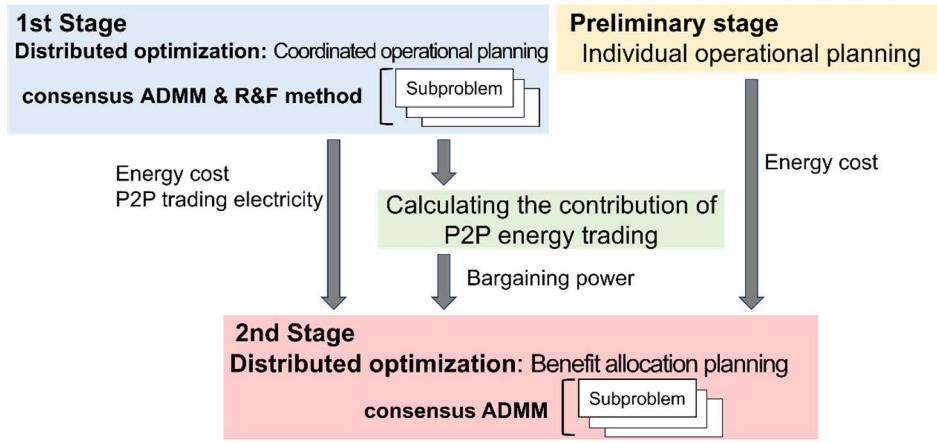 1st Stage
Distributed optimization: Coordinated operational planning
consensus ADMM & R&F method
Subproblem
Preliminary stage
Individual operational planning
Energy cost
P2P trading electricity
Energy cost
Calculating the contribution of
P2P energy trading
Bargaining power
2nd Stage
Distributed optimization: Benefit allocation planning
consensus ADMM
Subproblem